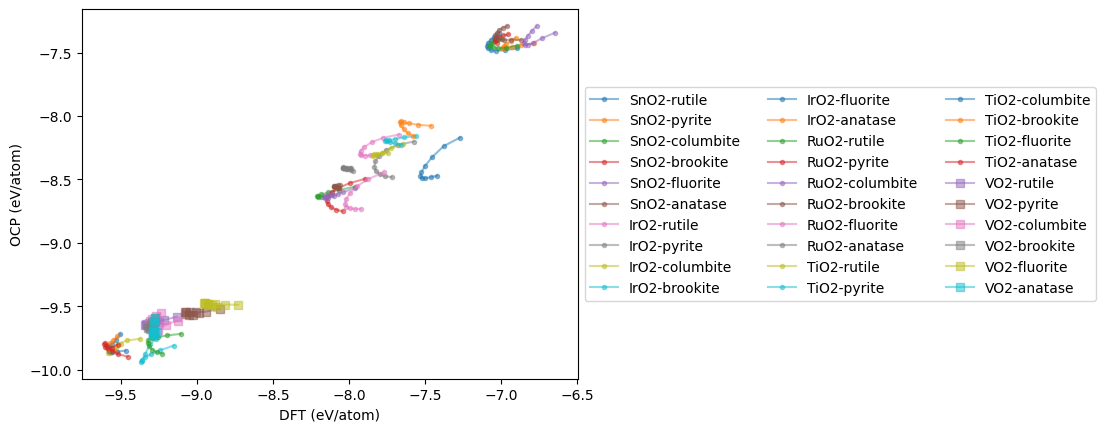 −7.5
−8.0
−8.5
−9.0
−9.5
−10.0
OCP (eV/atom)
−9.5 −9.0 −8.5 −8.0 −7.5 −7.0 −6.5
DFT (eV/atom)
SnO2-rutile IrO2-fluorite TiO2-columbite
SnO2-pyrite IrO2-anatase TiO2-brookite
SnO2-columbite RuO2-rutile TiO2-fluorite
SnO2-brookite RuO2-pyrite TiO2-anatase
SnO2-fluorite RuO2-columbite VO2-rutile
SnO2-anatase RuO2-brookite VO2-pyrite
IrO2-rutile RuO2-fluorite VO2-columbite
IrO2-pyrite RuO2-anatase VO2-brookite
IrO2-columbite TiO2-rutile VO2-fluorite
IrO2-brookite TiO2-pyrite VO2-anatase